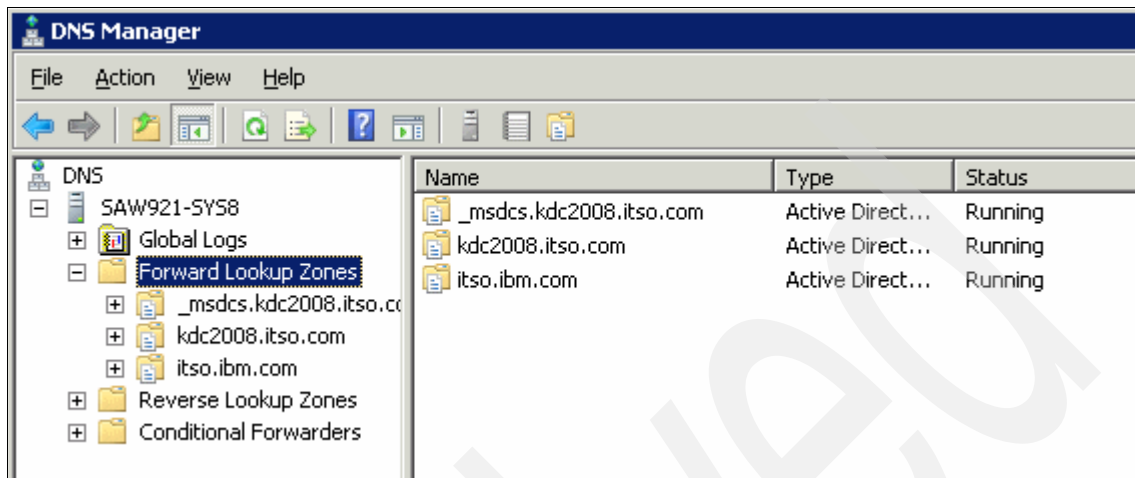 DNS Manager
File Action View Help
DNS
SAW921-SYS8
Global Logs
Forward Lookup Zones
_msdcs.kdc2008.itso.co
kdc2008.itso.com
itso.ibm.com
Reverse Lookup Zones
Conditional Forwarders
Name Type Status
_msdcs.kdc2008.itso.com Active Direct... Running
kdc2008.itso.com Active Direct... Running
itso.ibm.com Active Direct... Running